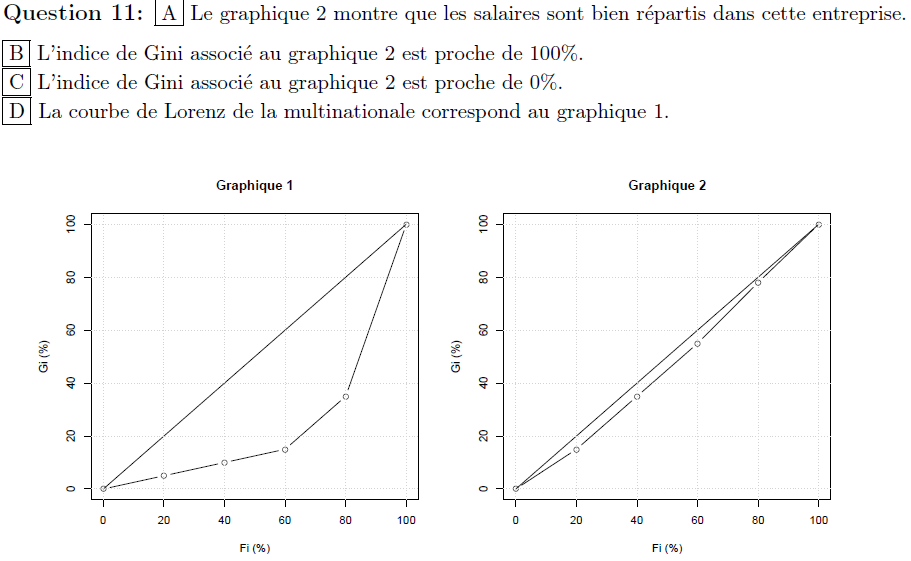 Question 11: A Le graphique 2 montre que les salaires sont bien répartis dans cette entreprise.
B L'indice de Gini associé au graphique 2 est proche de 100%.
C L'indice de Gini associé au graphique 2 est proche de 0%.
D La courbe de Lorenz de la multinationale correspond au graphique 1.
Graphique 1
100
80
60
40
20
0
Gi (%)
0 20 40 60 80 100
Fi (%)
Graphique 2
100
80
60
40
20
0
Gi (%)
0 20 40 60 80 100
Fi (%)